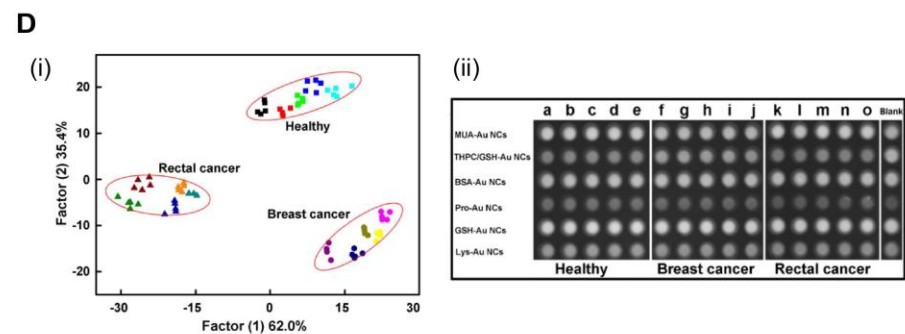 D
(i)
20
10
0
-10
-20
Factor (2) 35.4%
Healthy
Rectal cancer
Breast cancer
-30 -15 0 15 30
Factor (1) 62.0%
(ii)
a b c d e f g h i j k l m n o Blank
MUA-Au NCs
THPC/GSH-Au NCs
BSA-Au NCs
Pro-Au NCs
GSH-Au NCs
Lys-Au NCs
Healthy Breast cancer Rectal cancer